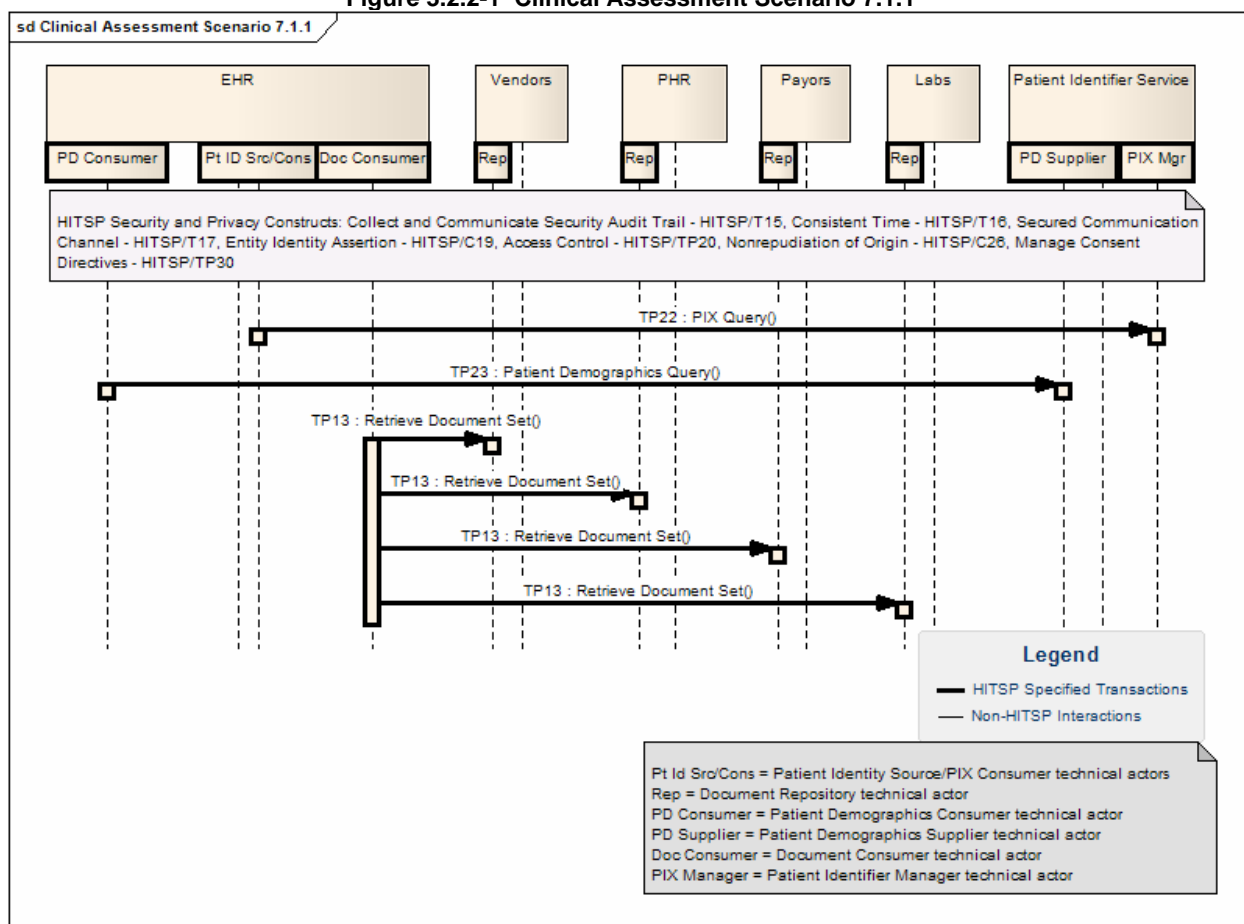 Figure 3.2.2-1 Clinical Assessment Scenario 7.1.1
sd Clinical Assessment Scenario 7.1.1
EHR
Vendors
PHR
Payors
Labs
Patient Identifier Service
PD Consumer
Pt ID Src/Cons
Doc Consumer
Rep
Rep
Rep
Rep
PD Supplier
PIX Mgr
HITSP Security and Privacy Constructs: Collect and Communicate Security Audit Trail - HITSP/T15, Consistent Time - HITSP/T16, Secured Communication
Channel - HITSP/T17, Entity Identity Assertion - HITSP/C19, Access Control - HITSP/TP20, Nonrepudiation of Origin - HITSP/C26, Manage Consent
Directives - HITSP/TP30
TP22 : PIX Query()
TP23 : Patient Demographics Query()
TP13 : Retrieve Document Set()
TP13 : Retrieve Document Set()
TP13 : Retrieve Document Set()
TP13 : Retrieve Document Set()
Legend
HITSP Specified Transactions
Non-HITSP Interactions
Pt Id Src/Cons = Patient Identity Source/PIX Consumer technical actors
Rep = Document Repository technical actor
PD Consumer = Patient Demographics Consumer technical actor
PD Supplier = Patient Demographics Supplier technical actor
Doc Consumer = Document Consumer technical actor
PIX Manager = Patient Identifier Manager technical actor